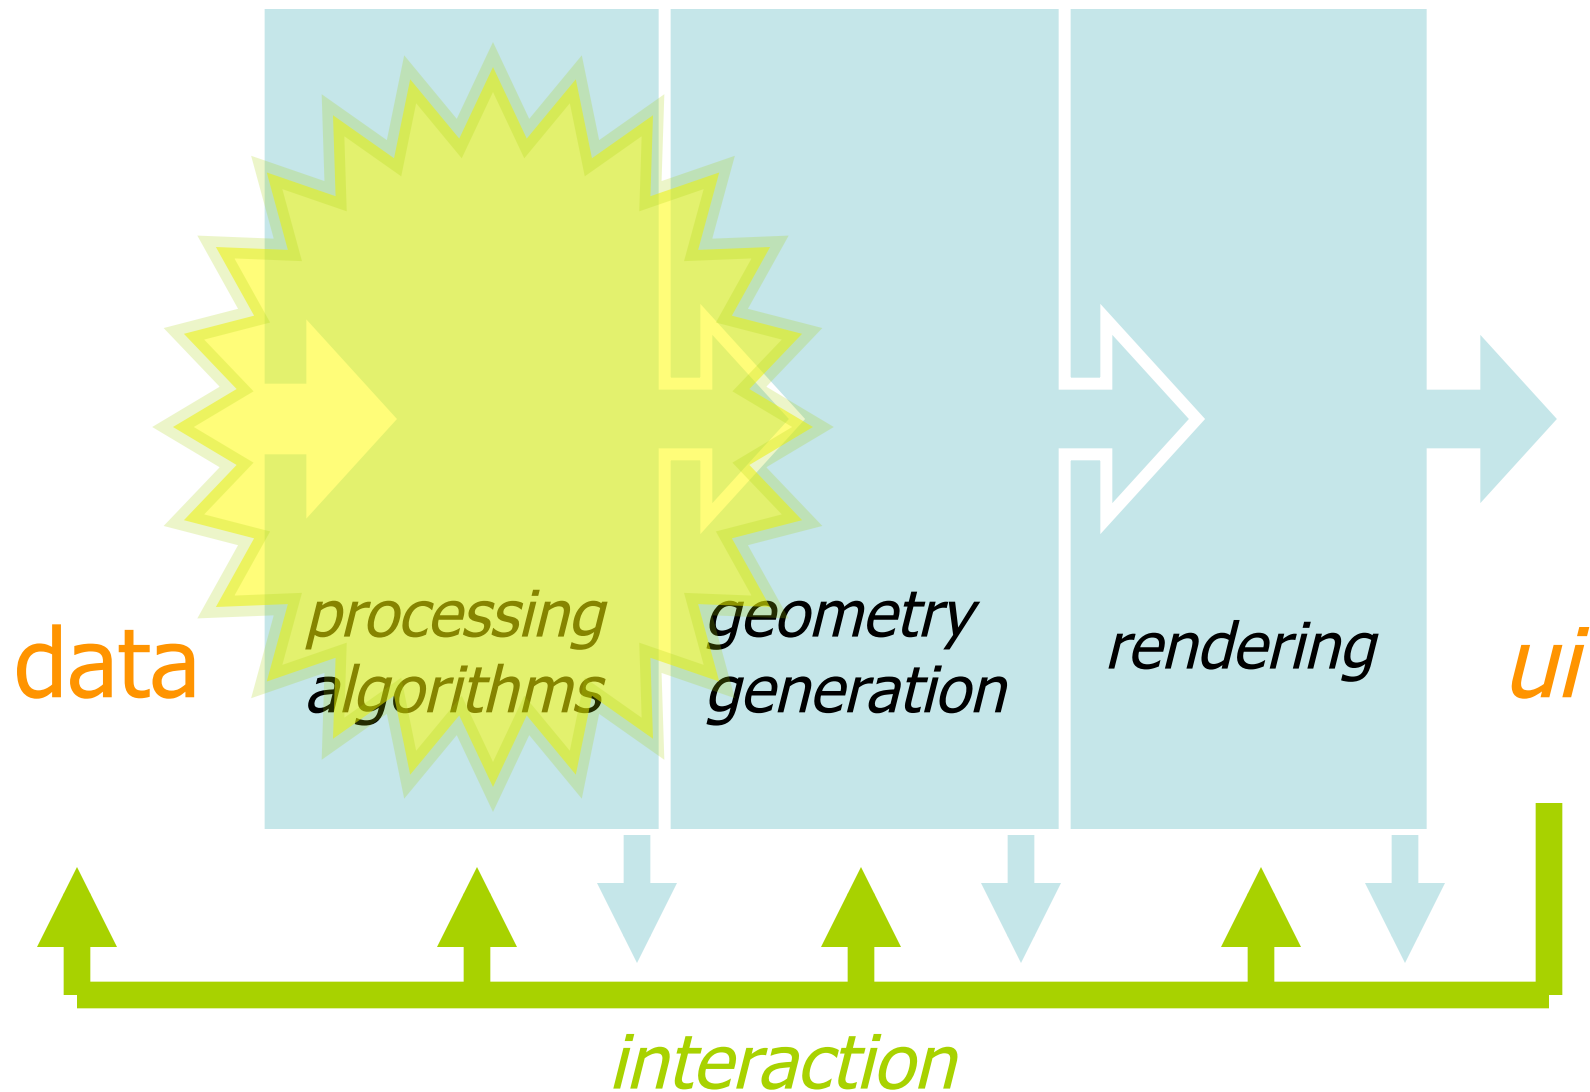 data
processing
algorithms
geometry
generation
rendering
ui
interaction